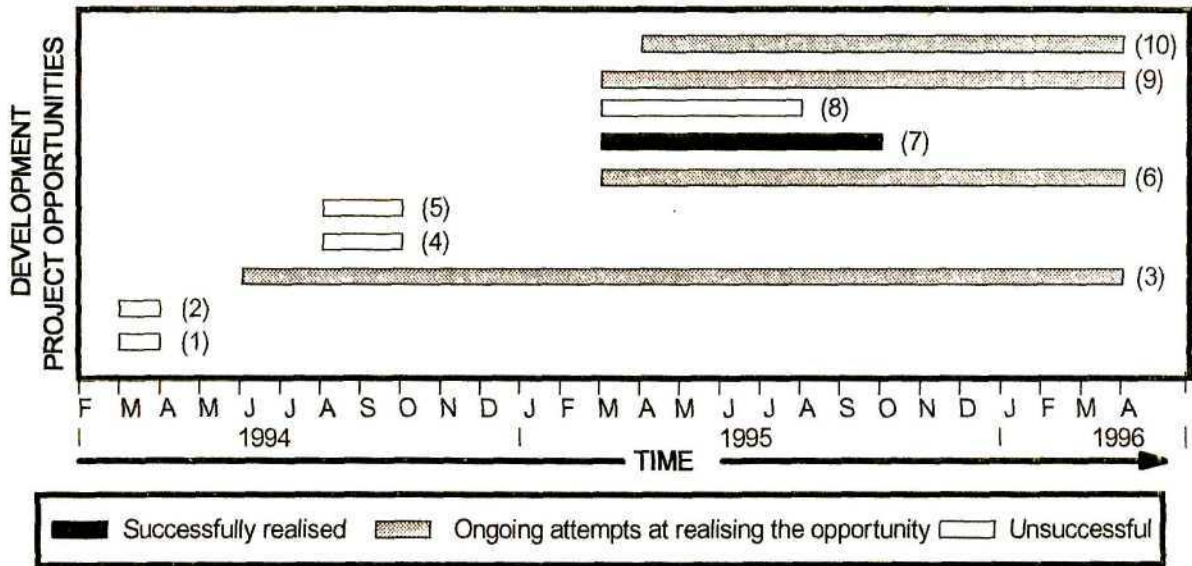 DEVELOPMENT
PROJECT OPPORTUNITIES
(10)
(9)
(8)
(7)
(6)
(5)
(4)
(3)
(2)
(1)
F M A M J J A S O N D J F M A M J J A S O N D J F M A
1994 1995 1996
TIME
Successfully realised Ongoing attempts at realising the opportunity Unsuccessful